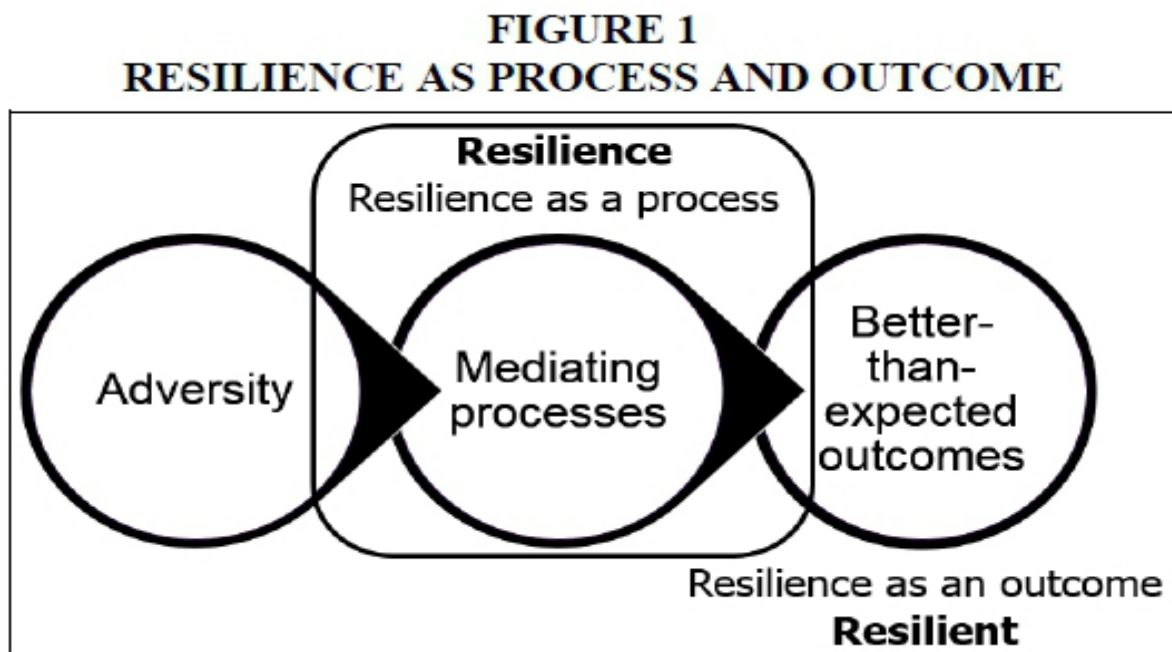 FIGURE 1
RESILIENCE AS PROCESS AND OUTCOME
Resilience
Resilience as a process
Adversity
Mediating
processes
Better-
than-
expected
outcomes
Resilience as an outcome
Resilient